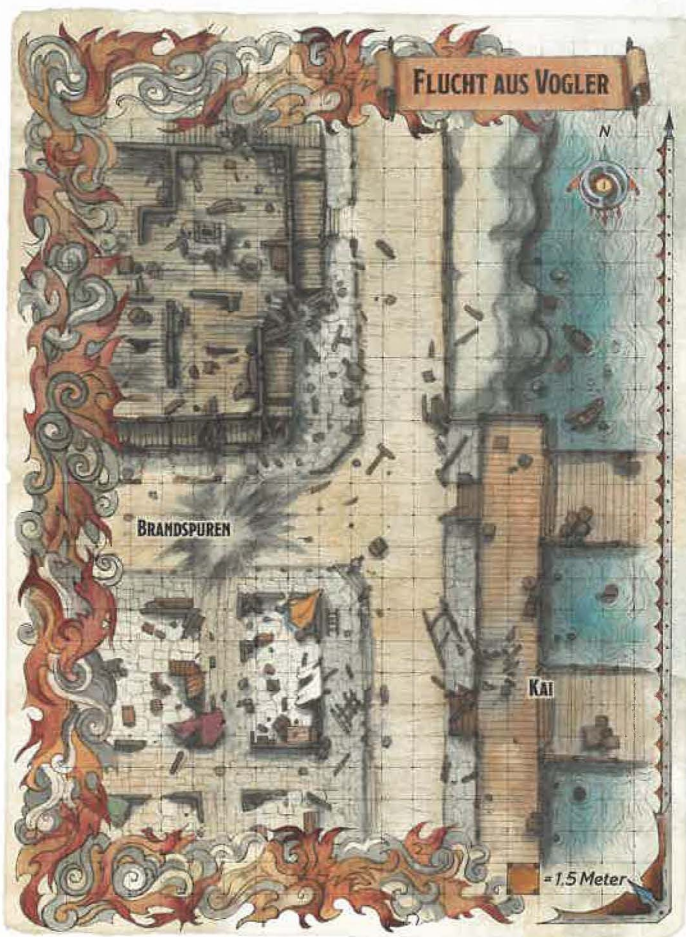 FLUCHT AUS VOGLER
N
BRANDSPUREN
KAI
= 1,5 Meter